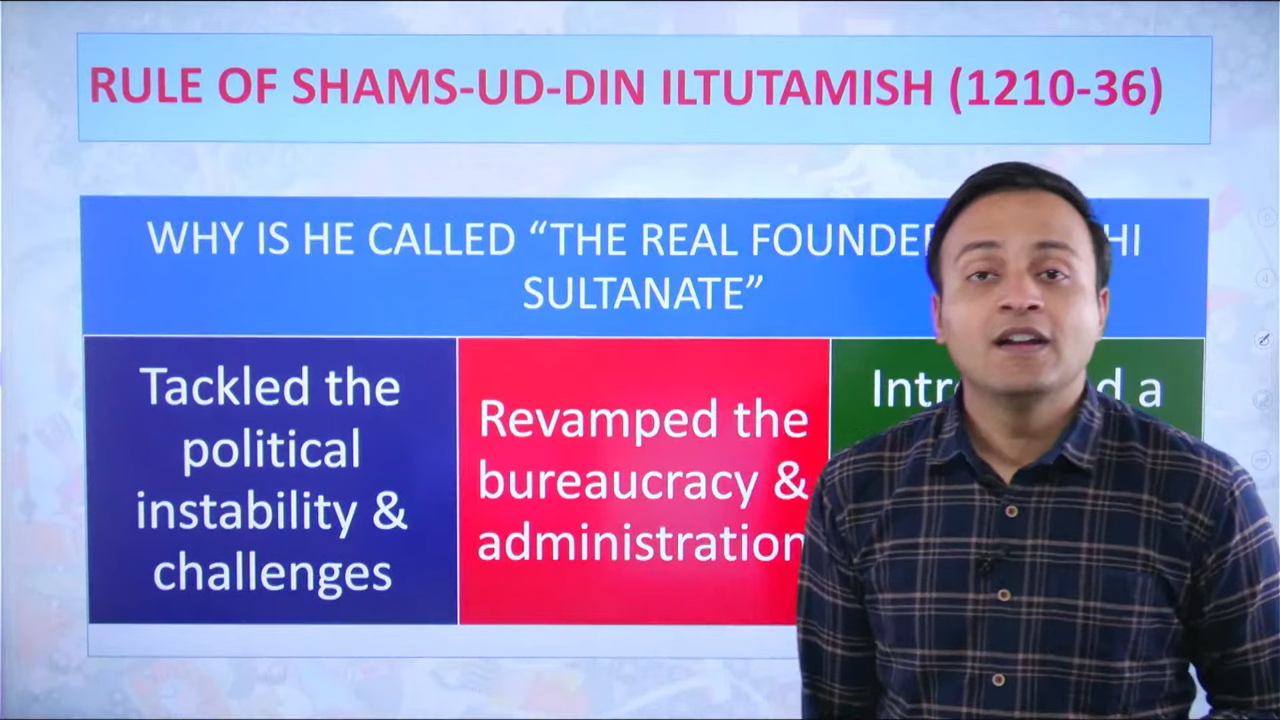 RULE OF SHAMS-UD-DIN ILTUTAMISH (1210-36)
WHY IS HE CALLED “THE REAL FOUNDE HI
SULTANATE”
Tackled the
political
instability &
challenges
Revamped the
bureaucracy &
administration
Intr d a